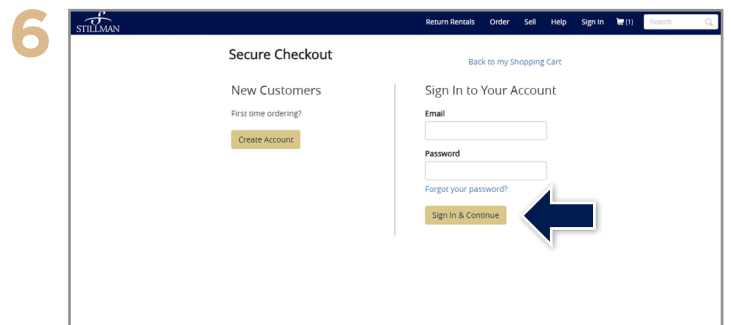 6
STILLMAN
Return Rentals Order Sell Help Sign In (1) Search
Secure Checkout
Back to my Shopping Cart
New Customers
First time ordering?
Create Account
Sign In to Your Account
Email
Password
Forgot your password?
Sign In & Continue